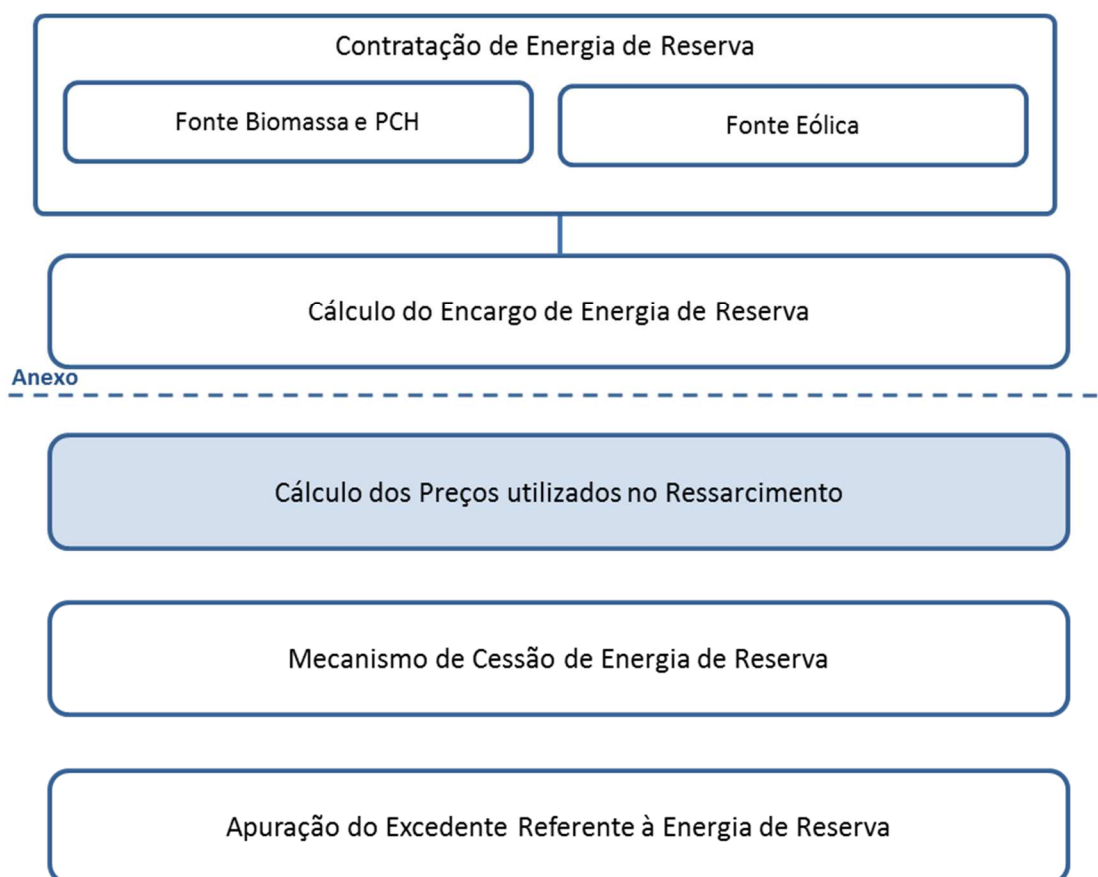 Contratação de Energia de Reserva
Fonte Biomassa e PCH
Fonte Eólica
Cálculo do Encargo de Energia de Reserva
Anexo
Cálculo dos Preços utilizados no Ressarcimento
Mecanismo de Cessão de Energia de Reserva
Apuração do Excedente Referente à Energia de Reserva